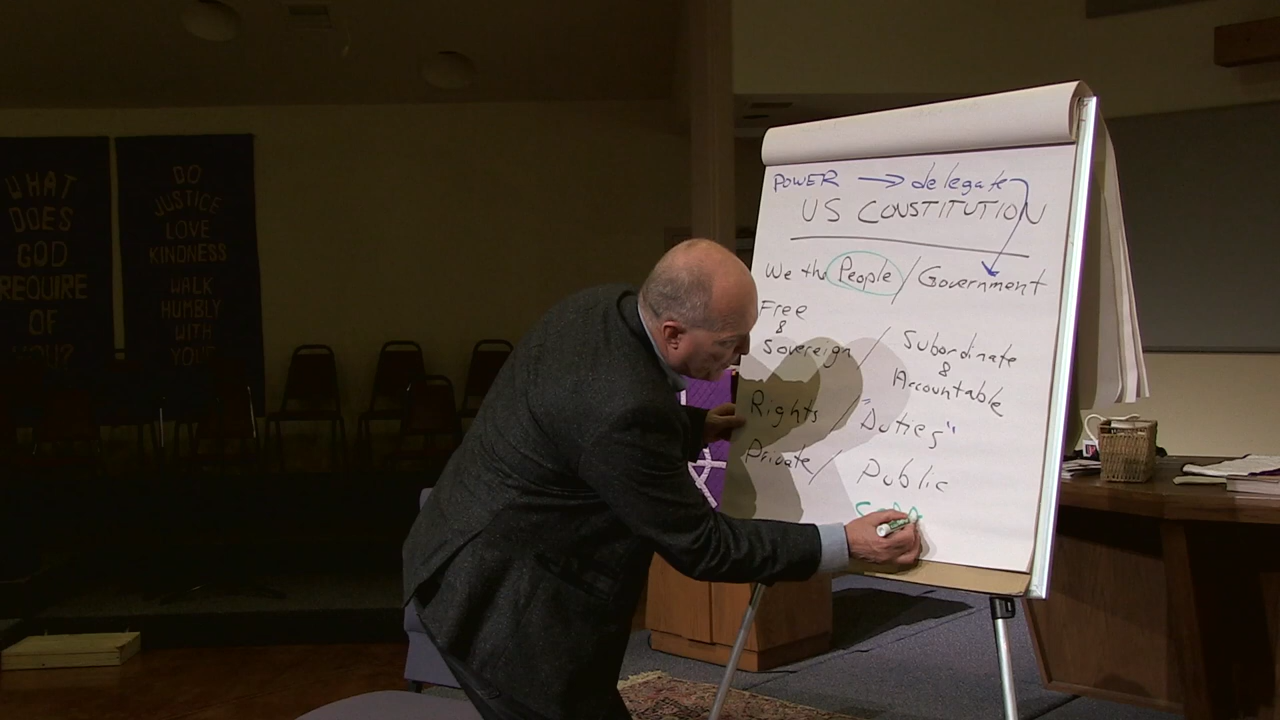 WHAT
DOES
GOD
REQUIRE
OF
YOU?
DO
JUSTICE
LOVE
KINDNESS
WALK
HUMBLY
WITH
YOUR
POWER → delegate
US CONSTITUTION
We the People / Government
Free
&
Sovereign / Subordinate
&
Accountable
Rights "Duties"
Private / Public